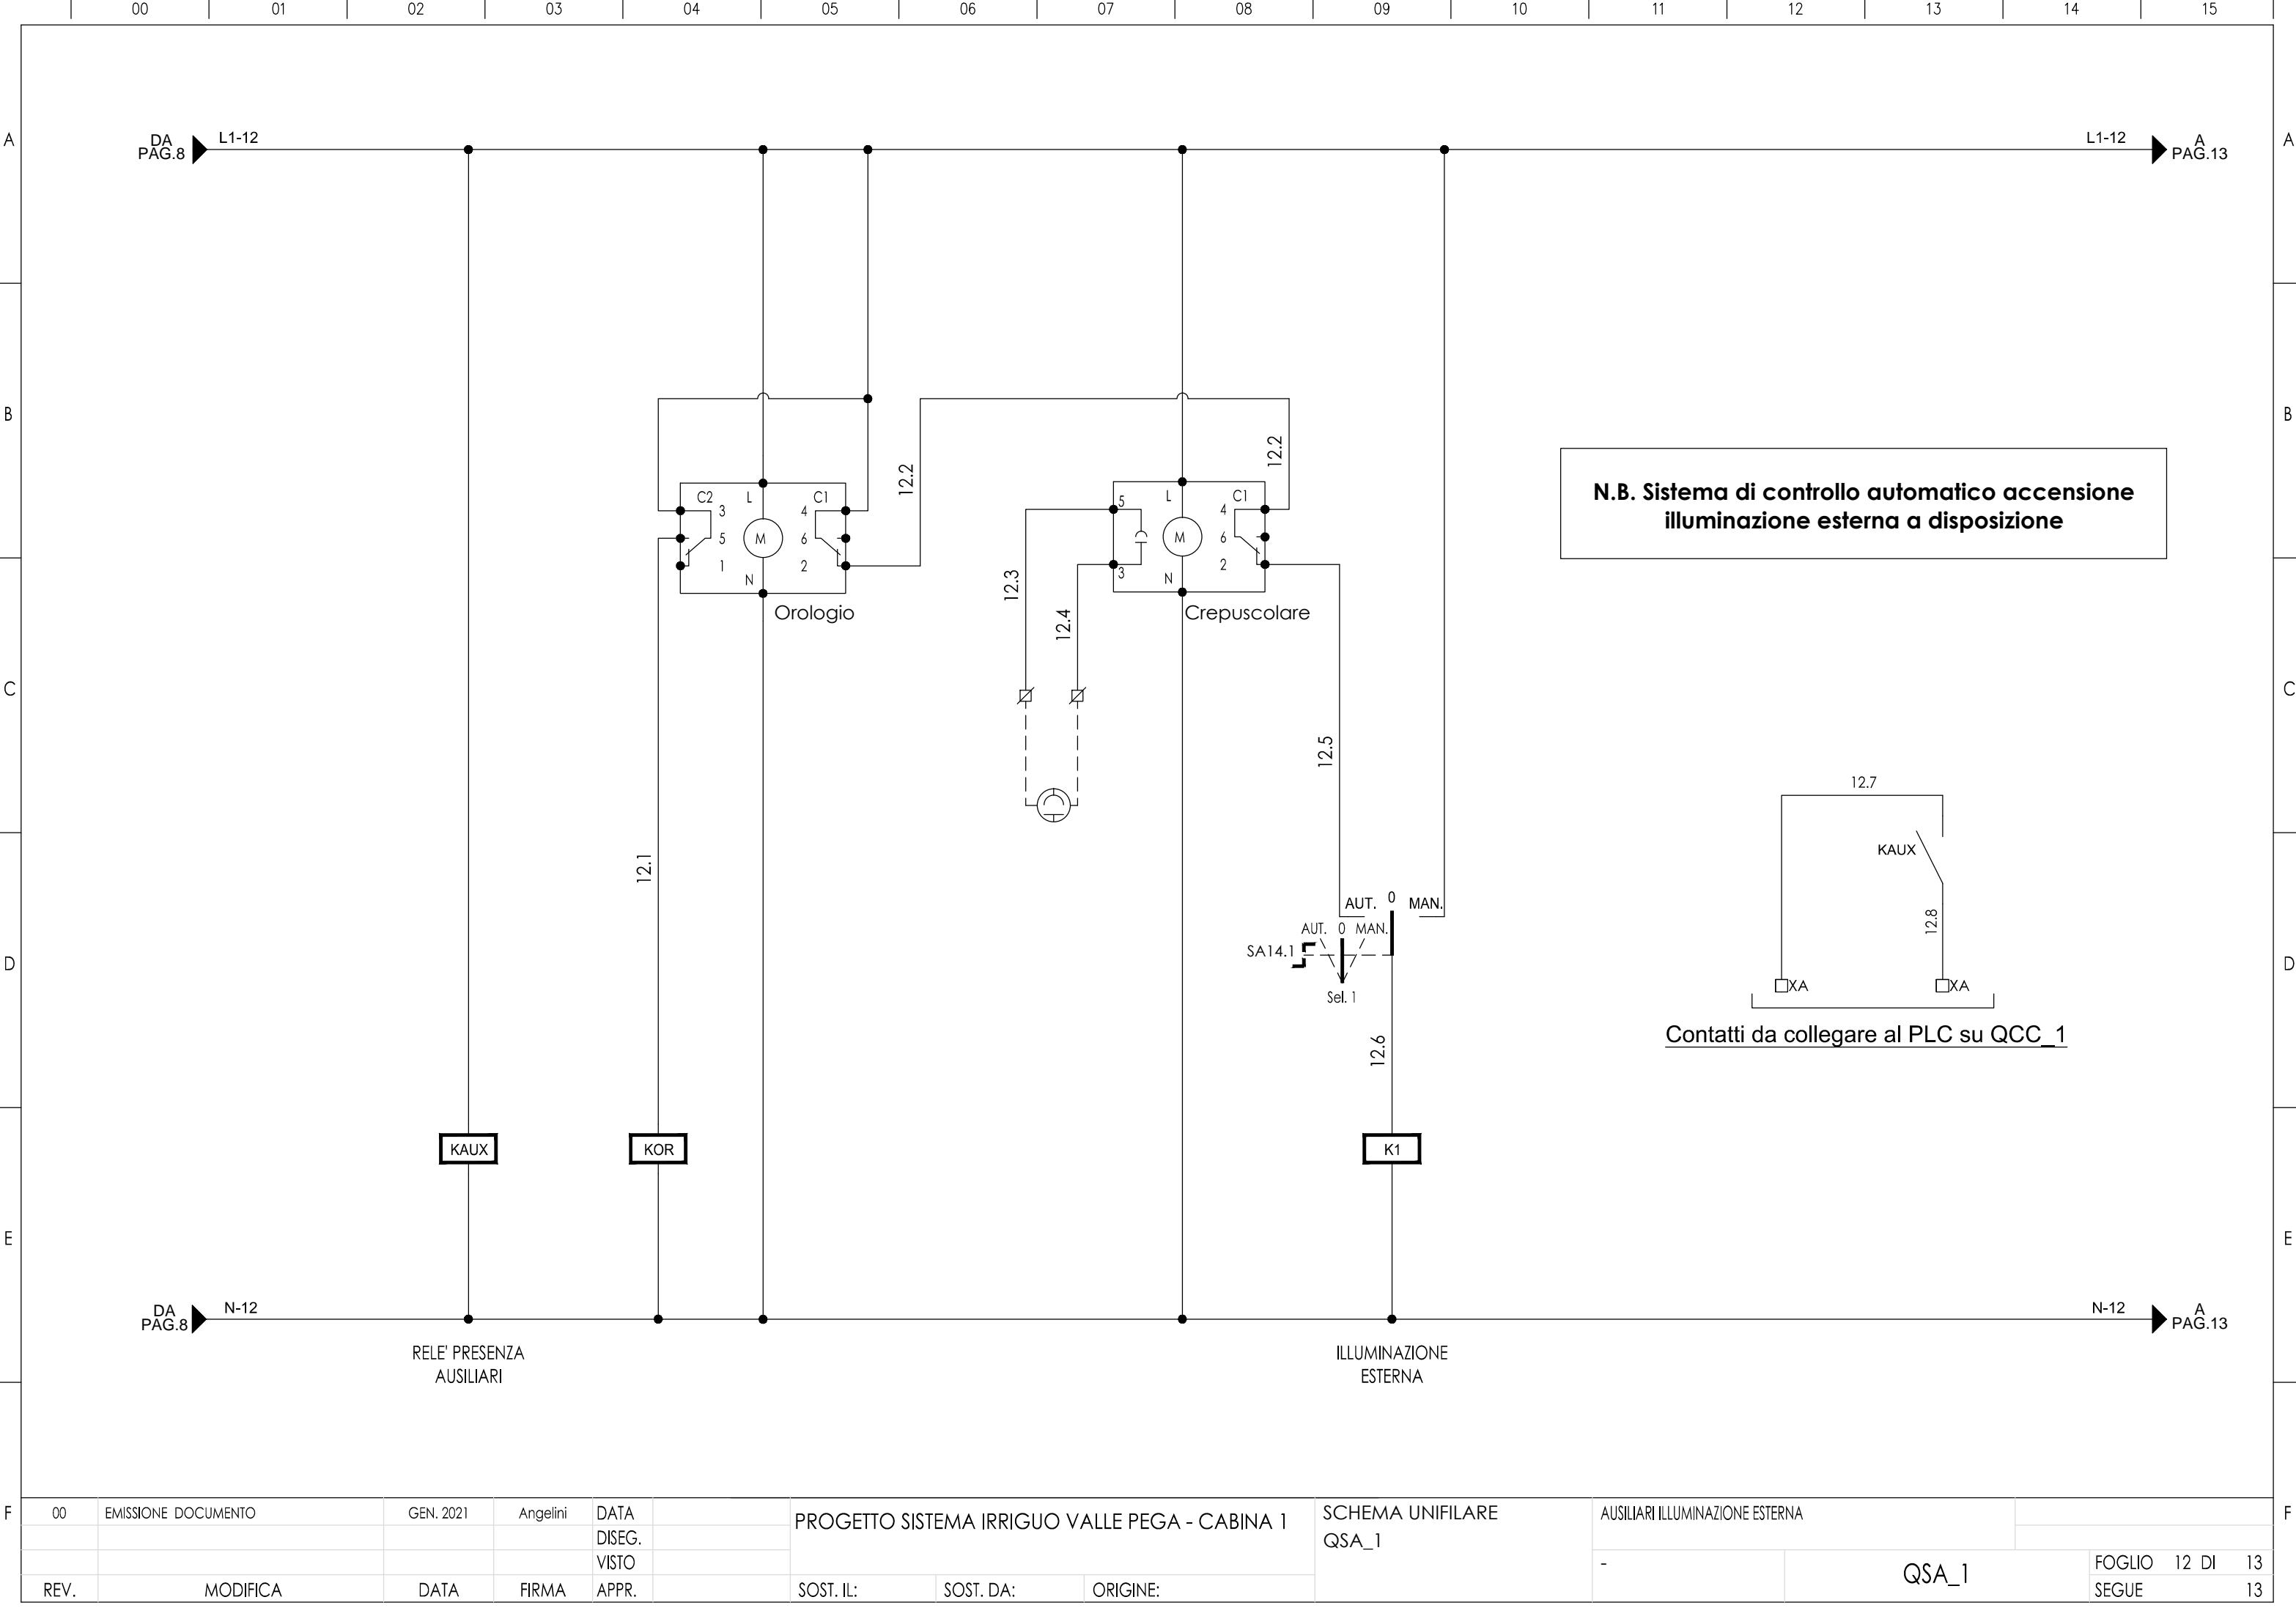 00 01 02 03 04 05 06 07 08 09 10 11 12 13 14 15
A A
DA
PAG.8
L1-12
L1-12
A
PAG.13
B B
12.2
12.2
C2 L C1
3 4
5 M 6
1 2
N
Orologio
5 L C1
4
M 6
3 2
N
Crepuscolare
N.B. Sistema di controllo automatico accensione
illuminazione esterna a disposizione
12.3
12.4
C C
12.5
12.7
12.1
KAUX
12.8
AUT. 0 MAN.
AUT. 0 MAN.
SA14.1
Sel. 1
D D
XA XA
Contatti da collegare al PLC su QCC_1
12.6
KAUX KOR K1
E E
DA
PAG.8
N-12
N-12
A
PAG.13
RELE' PRESENZA
AUSILIARI
ILLUMINAZIONE
ESTERNA
F F
00 EMISSIONE DOCUMENTO GEN. 2021 Angelini DATA
DISEG.
VISTO
REV. MODIFICA DATA FIRMA APPR.
PROGETTO SISTEMA IRRIGUO VALLE PEGA - CABINA 1
SOST. IL: SOST. DA: ORIGINE:
SCHEMA UNIFILARE
QSA_1
AUSILIARI ILLUMINAZIONE ESTERNA
-
QSA_1
FOGLIO 12 DI 13
SEGUE 13